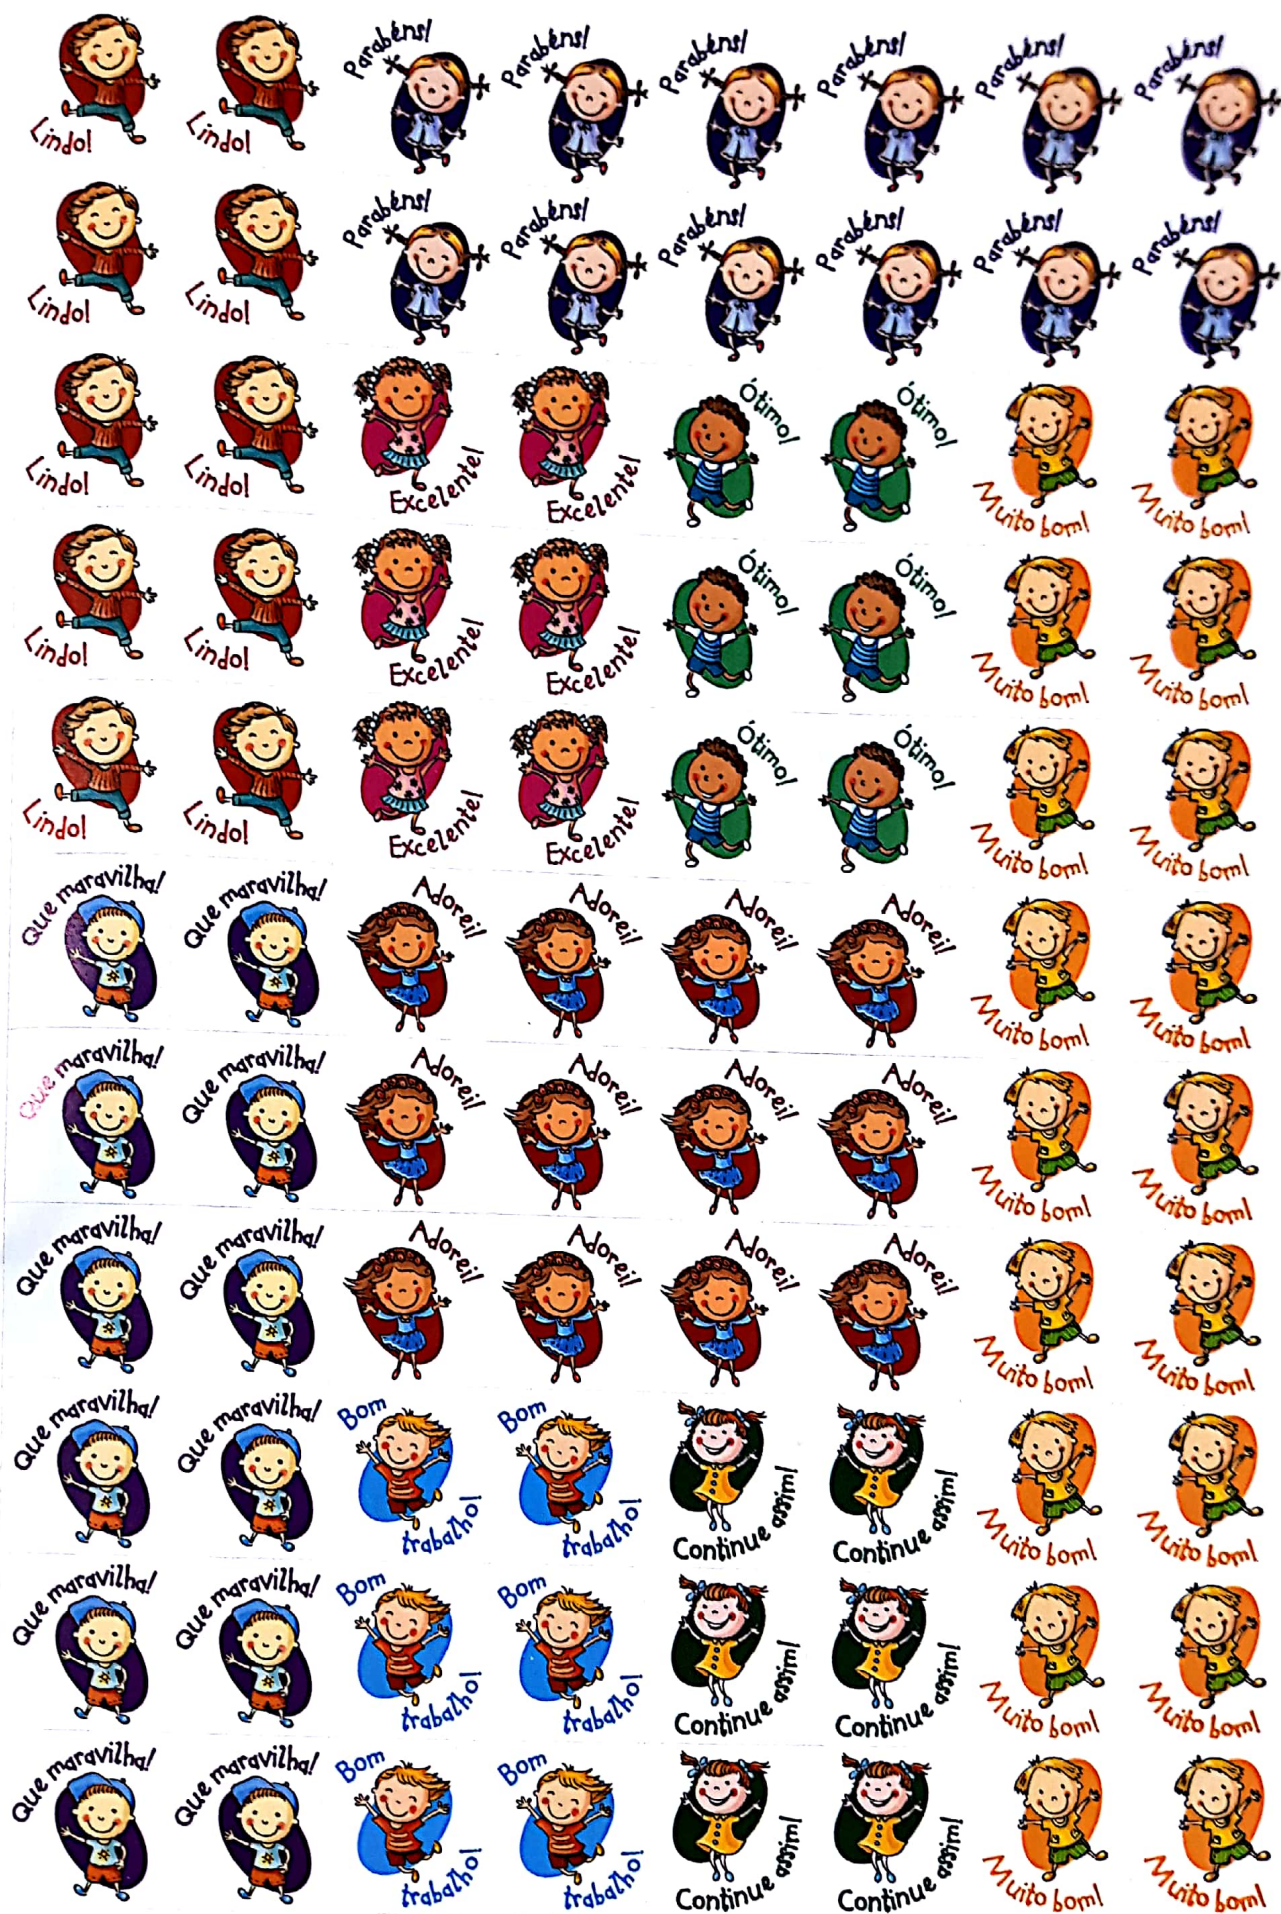 Lindo! Lindo! Parabéns! Parabéns! Parabéns! Parabéns! Parabéns! Parabéns!
Lindo! Lindo! Parabéns! Parabéns! Parabéns! Parabéns! Parabéns! Parabéns!
Lindo! Lindo! Excelente! Excelente! Ótimo! Ótimo! Muito bom! Muito bom!
Lindo! Lindo! Excelente! Excelente! Ótimo! Ótimo! Muito bom! Muito bom!
Lindo! Lindo! Excelente! Excelente! Ótimo! Ótimo! Muito bom! Muito bom!
Que maravilha! Que maravilha! Adorei! Adorei! Adorei! Adorei! Muito bom! Muito bom!
Que maravilha! Que maravilha! Adorei! Adorei! Adorei! Adorei! Muito bom! Muito bom!
Que maravilha! Que maravilha! Adorei! Adorei! Adorei! Adorei! Muito bom! Muito bom!
Que maravilha! Que maravilha! Bom trabalho! Bom trabalho! Continue assim! Continue assim! Muito bom! Muito bom!
Que maravilha! Que maravilha! Bom trabalho! Bom trabalho! Continue assim! Continue assim! Muito bom! Muito bom!
Que maravilha! Que maravilha! Bom trabalho! Bom trabalho! Continue assim! Continue assim! Muito bom! Muito bom!